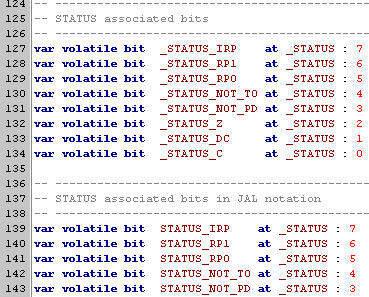 124 -- ------------------------------------------------
125 -- STATUS associated bits
126 -- ------------------------------------------------
127 var volatile bit _STATUS_IRP at _STATUS : 7
128 var volatile bit _STATUS_RP1 at _STATUS : 6
129 var volatile bit _STATUS_RP0 at _STATUS : 5
130 var volatile bit _STATUS_NOT_TO at _STATUS : 4
131 var volatile bit _STATUS_NOT_PD at _STATUS : 3
132 var volatile bit _STATUS_Z at _STATUS : 2
133 var volatile bit _STATUS_DC at _STATUS : 1
134 var volatile bit _STATUS_C at _STATUS : 0
135
136 -- ------------------------------------------------
137 -- STATUS associated bits in JAL notation
138 -- ------------------------------------------------
139 var volatile bit STATUS_IRP at _STATUS : 7
140 var volatile bit STATUS_RP1 at _STATUS : 6
141 var volatile bit STATUS_RP0 at _STATUS : 5
142 var volatile bit STATUS_NOT_TO at _STATUS : 4
143 var volatile bit STATUS_NOT_PD at _STATUS : 3